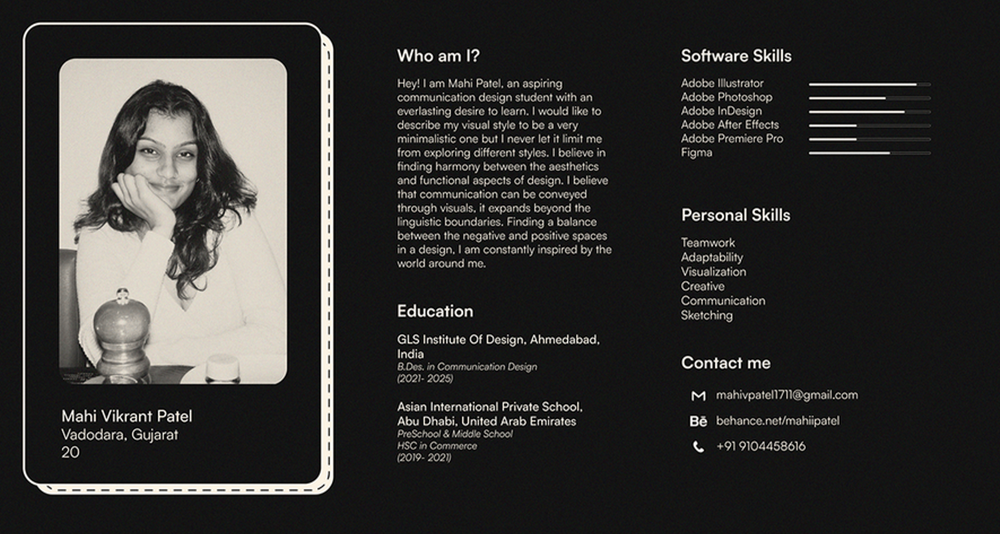 Mahi Vikrant Patel
Vadodara, Gujarat
20
Who am I?
Hey! I am Mahi Patel, an aspiring
communication design student with an
everlasting desire to learn. I would like to
describe my visual style to be a very
minimalistic one but I never let it limit me
from exploring different styles. I believe in
finding harmony between the aesthetics
and functional aspects of design. I believe
that communication can be conveyed
through visuals, it expands beyond the
linguistic boundaries. Finding a balance
between the negative and positive spaces
in a design, I am constantly inspired by the
world around me.
Education
GLS Institute Of Design, Ahmedabad,
India
B.Des. in Communication Design
(2021- 2025)
Asian International Private School,
Abu Dhabi, United Arab Emirates
PreSchool & Middle School
HSC in Commerce
(2019- 2021)
Software Skills
Adobe Illustrator
Adobe Photoshop
Adobe InDesign
Adobe After Effects
Adobe Premiere Pro
Figma
Personal Skills
Teamwork
Adaptability
Visualization
Creative
Communication
Sketching
Contact me
mahivpatel1711@gmail.com
Bē behance.net/mahiipatel
+91 9104458616